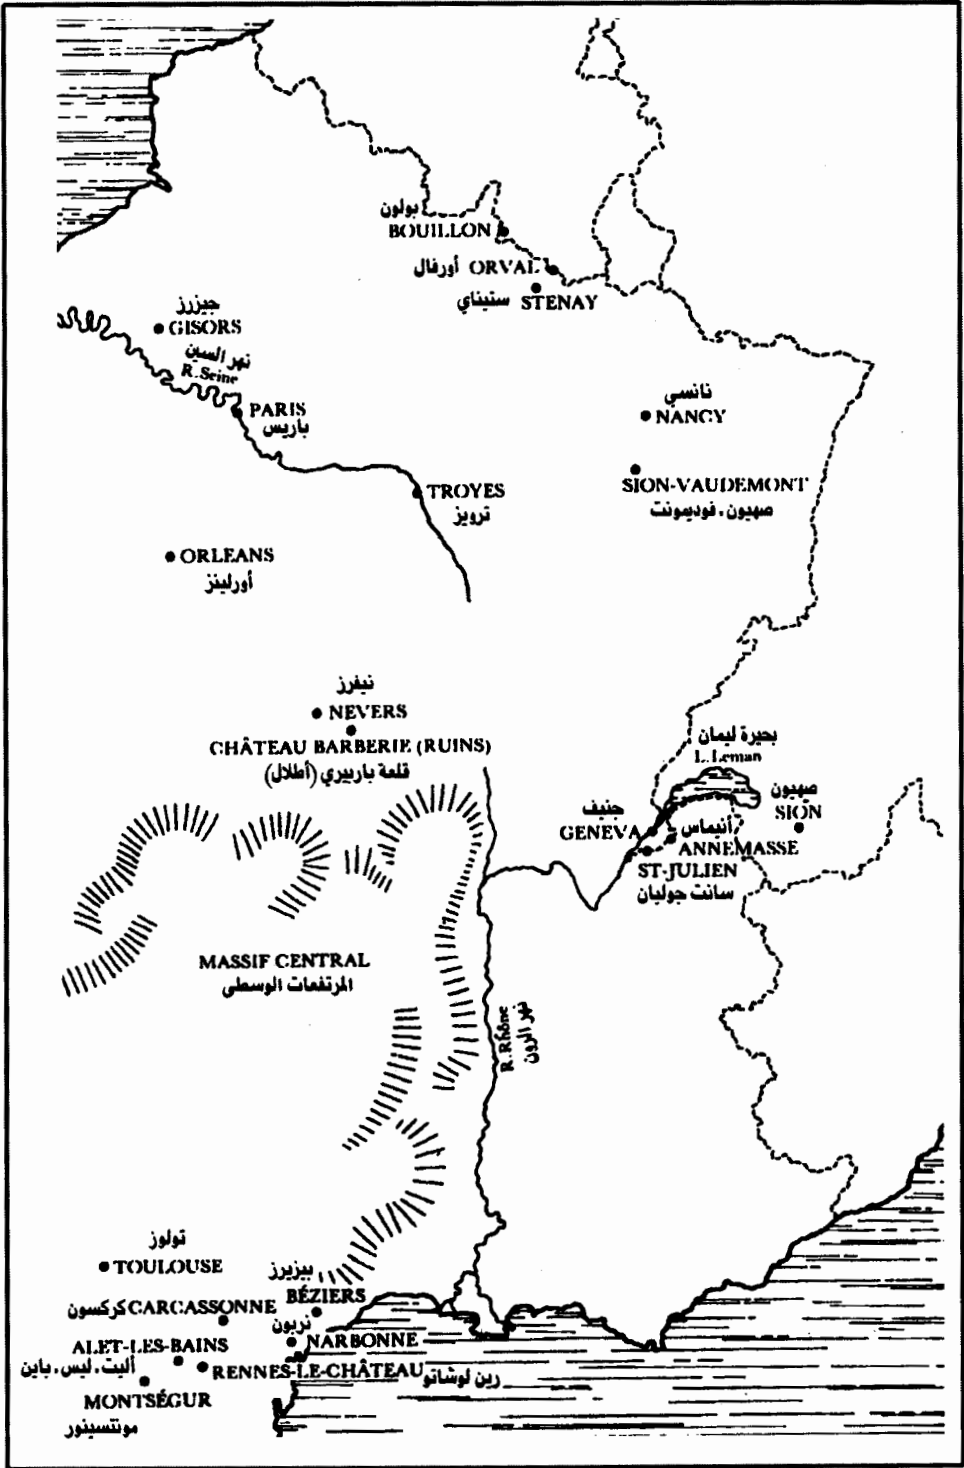 بولون
BOUILLON
أورفال ORVAL
ستيناي STENAY
جيزرز
GISORS
نهر السين
R.Seine
PARIS
باريس
نانسي
NANCY
SION-VAUDEMONT
صهيون . فوديمونت
TROYES
ترويز
ORLEANS
أورلينز
نيفرز
NEVERS
CHÂTEAU BARBERIE (RUINS)
قلعة باربيري (أطلال)
بحيرة ليمان
L.Leman
صهيون
SION
جنيف
GENEVA
أنيماس
ANNEMASSE
ST-JULIEN
سانت جوليان
MASSIF CENTRAL
المرتفعات الوسطى
R.Rhône
نهر الرون
تولوز
TOULOUSE
بيزيرز
BÉZIERS
كركسون CARCASSONNE
نربون
NARBONNE
ALET-LES-BAINS
أليت . ليس . باين
RENNES-LE-CHÂTEAU رين لوشاتو
MONTSÉGUR
مونتسينور